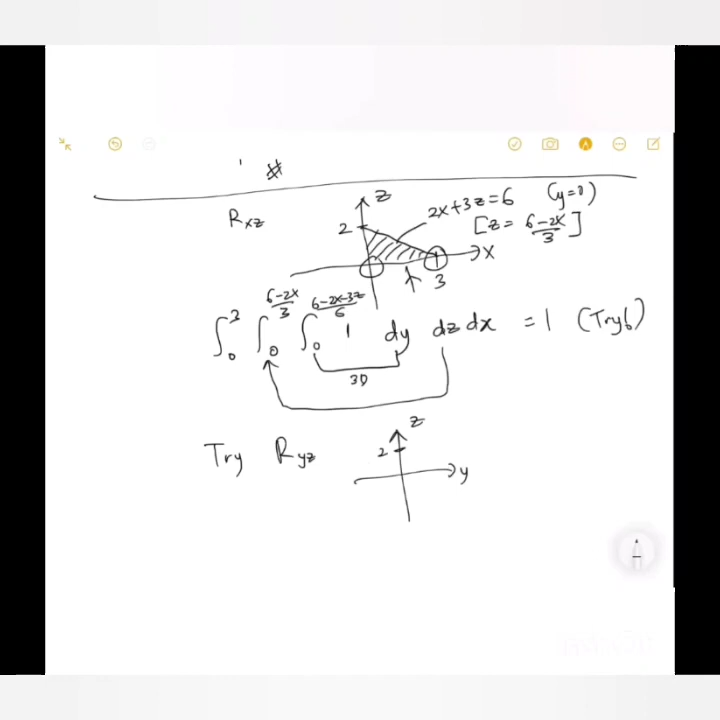 #
R_xz
z
2
2x+3z=6 (y=0)
[z = (6-2x)/3]
x
3
∫_0^3 ∫_0^{(6-2x)/3} ∫_0^{(6-2x-3z)/6} 1 dy dz dx = 1 (Try b)
3D
Try R_yz
z
2
y